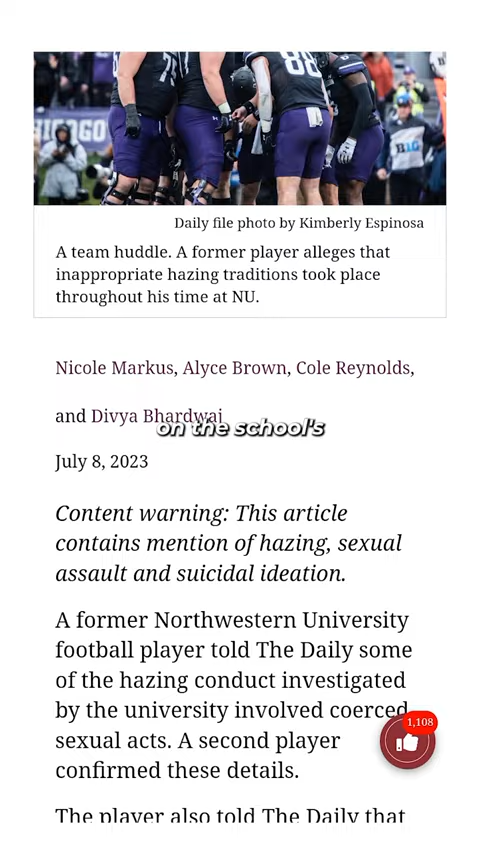 75
88
CHICAGO
B1G
Daily file photo by Kimberly Espinosa
A team huddle. A former player alleges that
inappropriate hazing traditions took place
throughout his time at NU.
Nicole Markus, Alyce Brown, Cole Reynolds,
and Divya Bhardwaj
on the school's
July 8, 2023
Content warning: This article
contains mention of hazing, sexual
assault and suicidal ideation.
A former Northwestern University
football player told The Daily some
of the hazing conduct investigated
by the university involved coerced
sexual acts. A second player
confirmed these details.
1,108
The player also told The Daily that